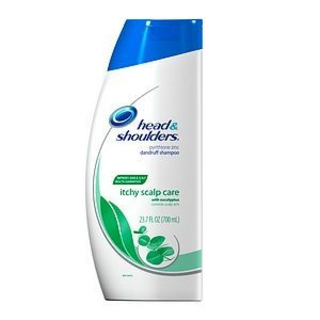 head&
shoulders
pyrithione zinc
dandruff shampoo
itchy scalp care
with eucalyptus
23.7 FL OZ (700 mL)